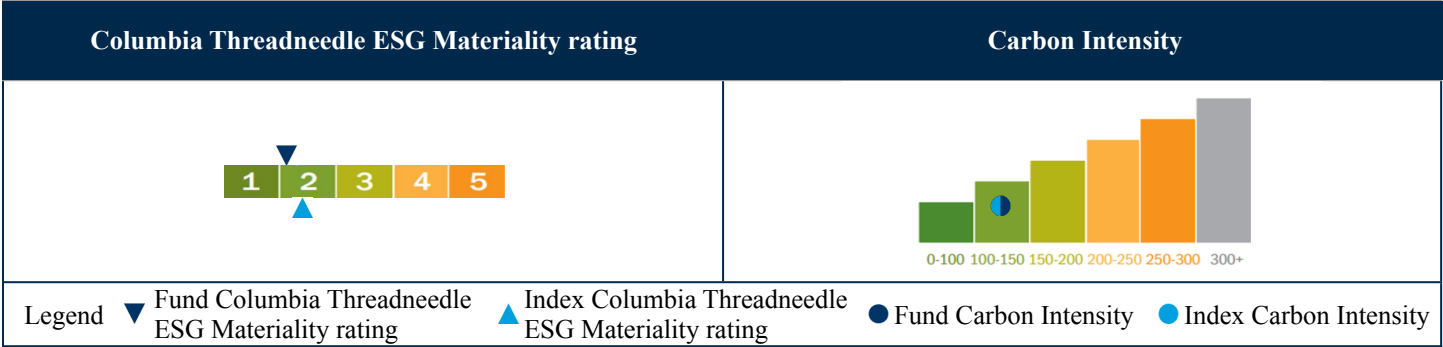 Columbia Threadneedle ESG Materiality rating
Carbon Intensity
1 2 3 4 5
0-100 100-150 150-200 200-250 250-300 300+
Legend
Fund Columbia Threadneedle
ESG Materiality rating
Index Columbia Threadneedle
ESG Materiality rating
Fund Carbon Intensity
Index Carbon Intensity